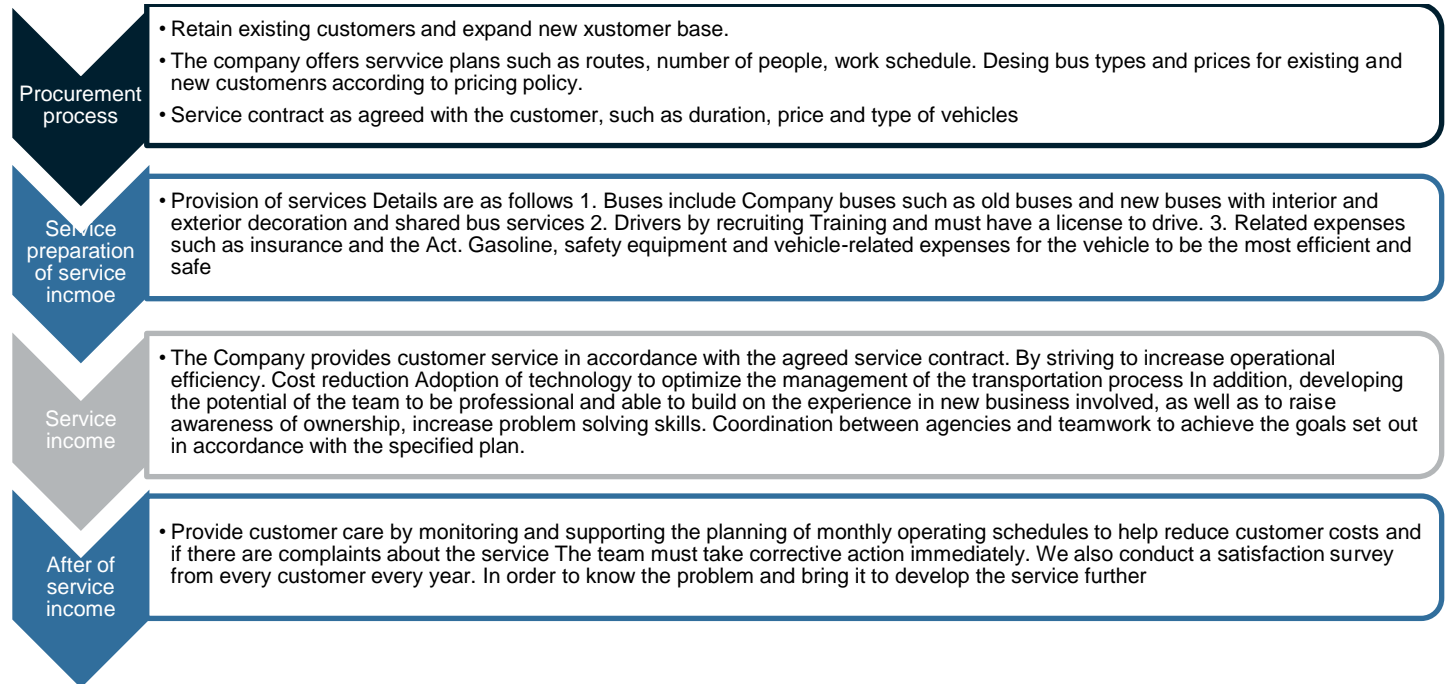 Procurement
process
• Retain existing customers and expand new xustomer base.
• The company offers servvice plans such as routes, number of people, work schedule. Desing bus types and prices for existing and
new customenrs according to pricing policy.
• Service contract as agreed with the customer, such as duration, price and type of vehicles
Service
preparation
of service
incmoe
• Provision of services Details are as follows 1. Buses include Company buses such as old buses and new buses with interior and
exterior decoration and shared bus services 2. Drivers by recruiting Training and must have a license to drive. 3. Related expenses
such as insurance and the Act. Gasoline, safety equipment and vehicle-related expenses for the vehicle to be the most efficient and
safe
Service
income
• The Company provides customer service in accordance with the agreed service contract. By striving to increase operational
efficiency. Cost reduction Adoption of technology to optimize the management of the transportation process In addition, developing
the potential of the team to be professional and able to build on the experience in new business involved, as well as to raise
awareness of ownership, increase problem solving skills. Coordination between agencies and teamwork to achieve the goals set out
in accordance with the specified plan.
After of
service
income
• Provide customer care by monitoring and supporting the planning of monthly operating schedules to help reduce customer costs and
if there are complaints about the service The team must take corrective action immediately. We also conduct a satisfaction survey
from every customer every year. In order to know the problem and bring it to develop the service further